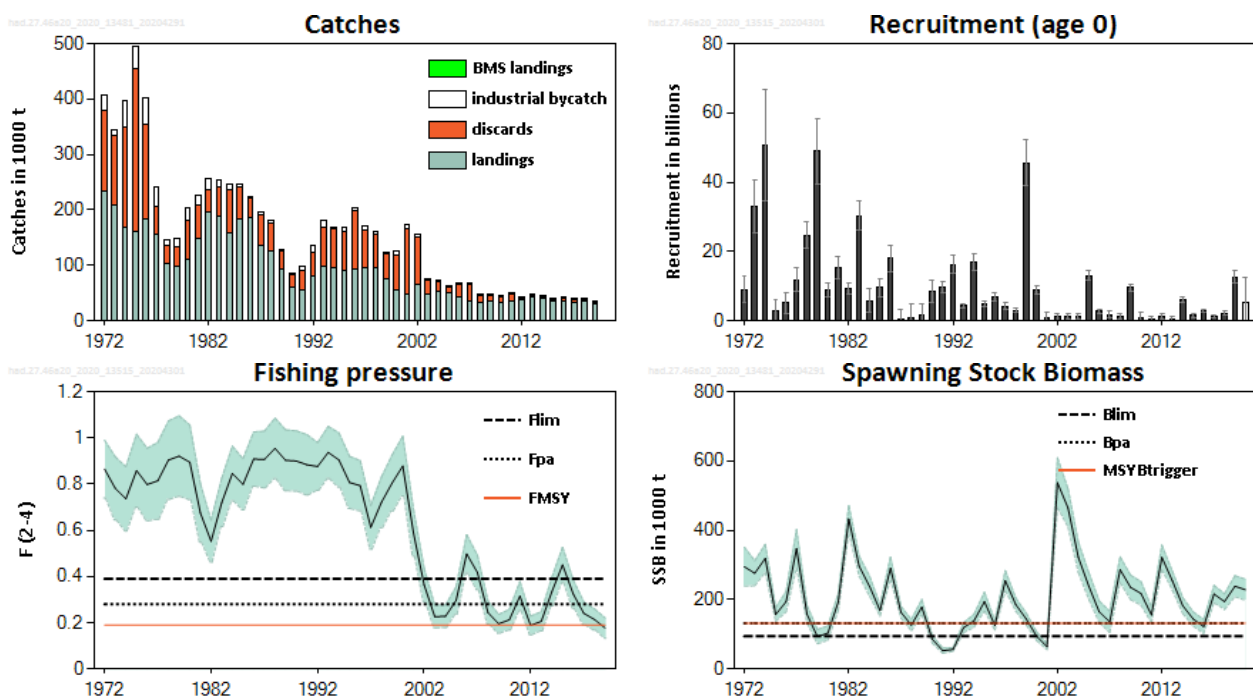 had.27.46e20_2020_13481_20204291
Catches
500
400
300
200
100
0
Catches in 1000 t
BMS landings
industrial bycatch
discards
landings
1972
1982
1992
2002
2012
had.27.46e20_2020_13515_20204301
Recruitment (age 0)
80
60
40
20
0
Recruitment in billions
1972
1982
1992
2002
2012
had.27.46e20_2020_13515_20204301
Fishing pressure
1.2
1
0.8
0.6
0.4
0.2
0
F (2-4)
Flim
Fpa
FMSY
1972
1982
1992
2002
2012
had.27.46e20_2020_13481_20204291
Spawning Stock Biomass
800
600
400
200
0
SSB in 1000 t
Blim
Bpa
MSYBtrigger
1972
1982
1992
2002
2012